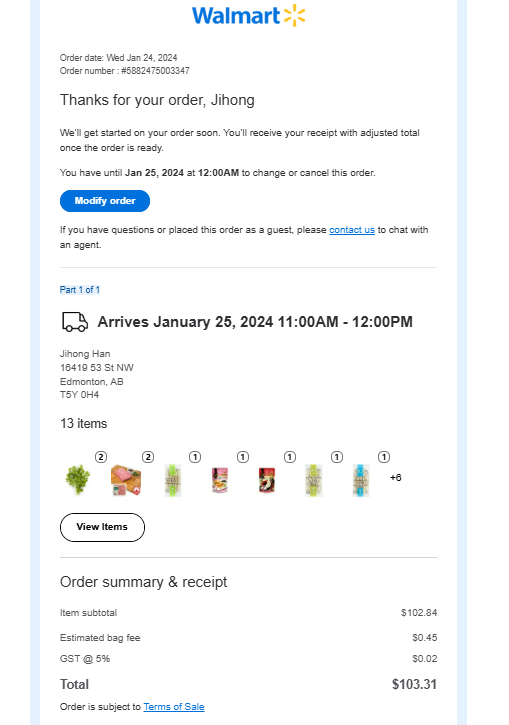 Walmart
Order date: Wed Jan 24, 2024
Order number : #5882475003347
Thanks for your order, Jihong
We'll get started on your order soon. You'll receive your receipt with adjusted total
once the order is ready.
You have until Jan 25, 2024 at 12:00AM to change or cancel this order.
Modify order
If you have questions or placed this order as a guest, please contact us to chat with
an agent.
Part 1 of 1
Arrives January 25, 2024 11:00AM - 12:00PM
Jihong Han
16419 53 St NW
Edmonton, AB
T5Y 0H4
13 items
2 2 1 1 1 1 1
+6
View Items
Order summary & receipt
Item subtotal $102.84
Estimated bag fee $0.45
GST @ 5% $0.02
Total $103.31
Order is subject to Terms of Sale